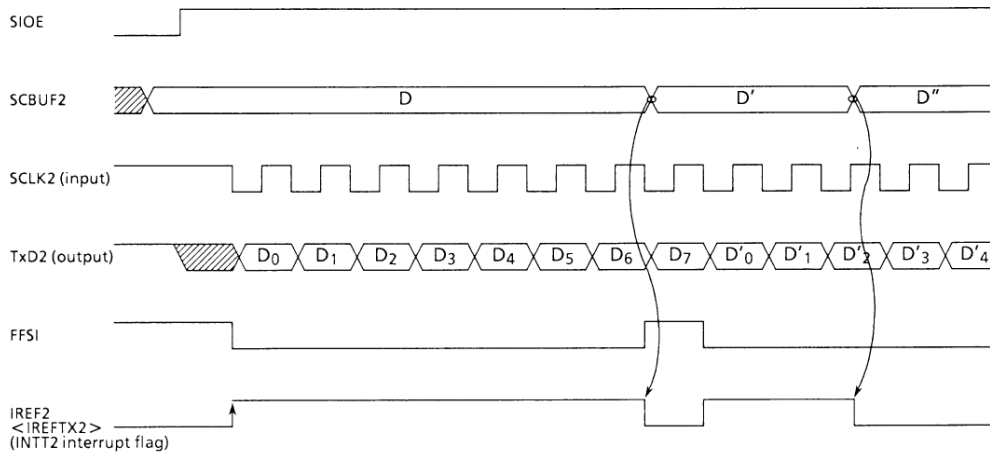 SIOE
SCBUF2 D D' D"
SCLK2 (input)
TxD2 (output) D0 D1 D2 D3 D4 D5 D6 D7 D'0 D'1 D'2 D'3 D'4
FFSI
IREF2
<IREFTX2>
(INTT2 interrupt flag)